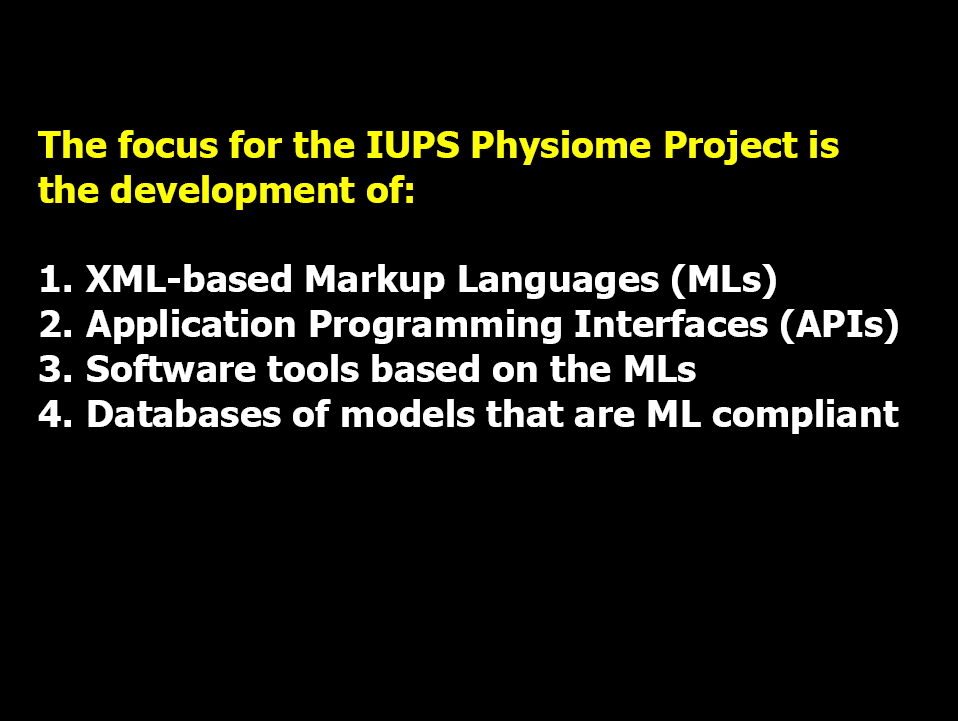 The focus for the IUPS Physiome Project is
the development of:
1. XML-based Markup Languages (MLs)
2. Application Programming Interfaces (APIs)
3. Software tools based on the MLs
4. Databases of models that are ML compliant